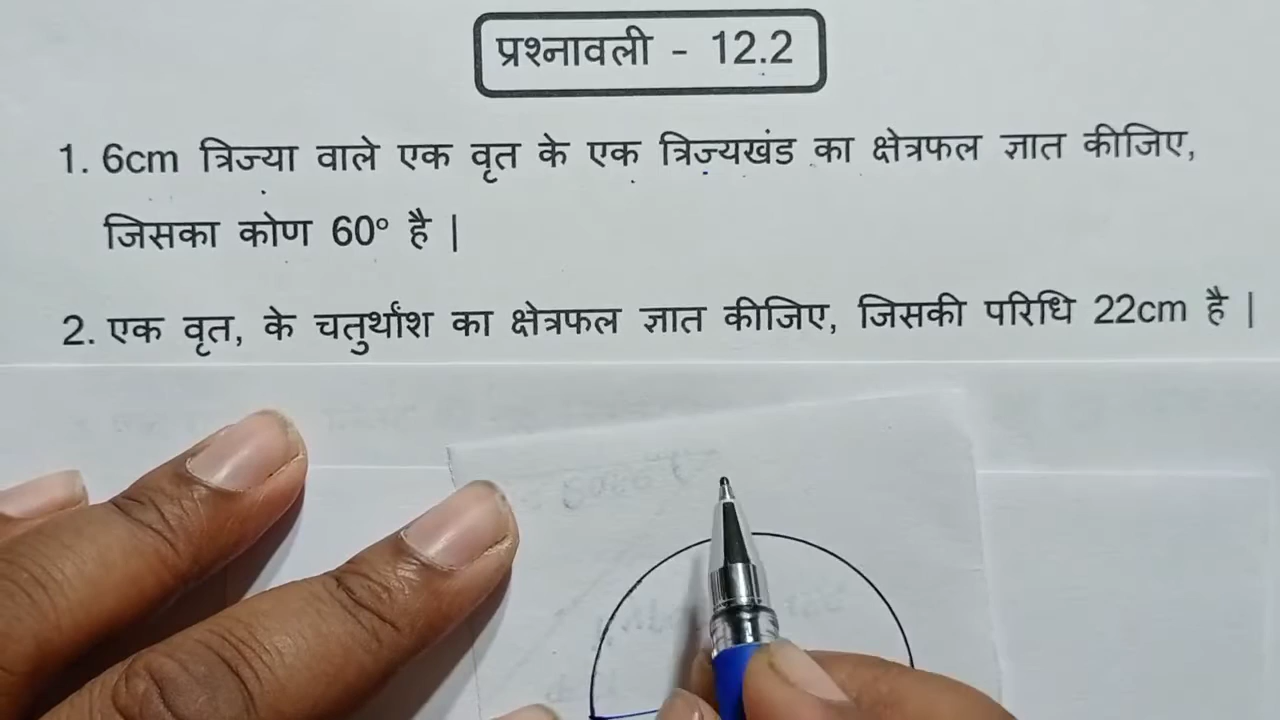 प्रश्नावली - 12.2
1. 6cm त्रिज्या वाले एक वृत के एक त्रिज्यखंड का क्षेत्रफल ज्ञात कीजिए,
जिसका कोण 60° है |
2. एक वृत, के चतुर्थांश का क्षेत्रफल ज्ञात कीजिए, जिसकी परिधि 22cm है |